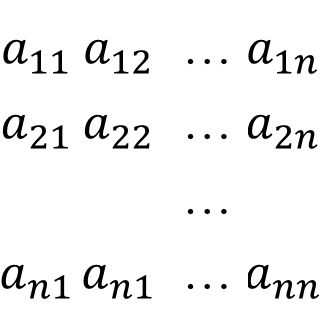 a₁₁ a₁₂ … a₁ₙ
a₂₁ a₂₂ … a₂ₙ
…
aₙ₁ aₙ₁ … aₙₙ